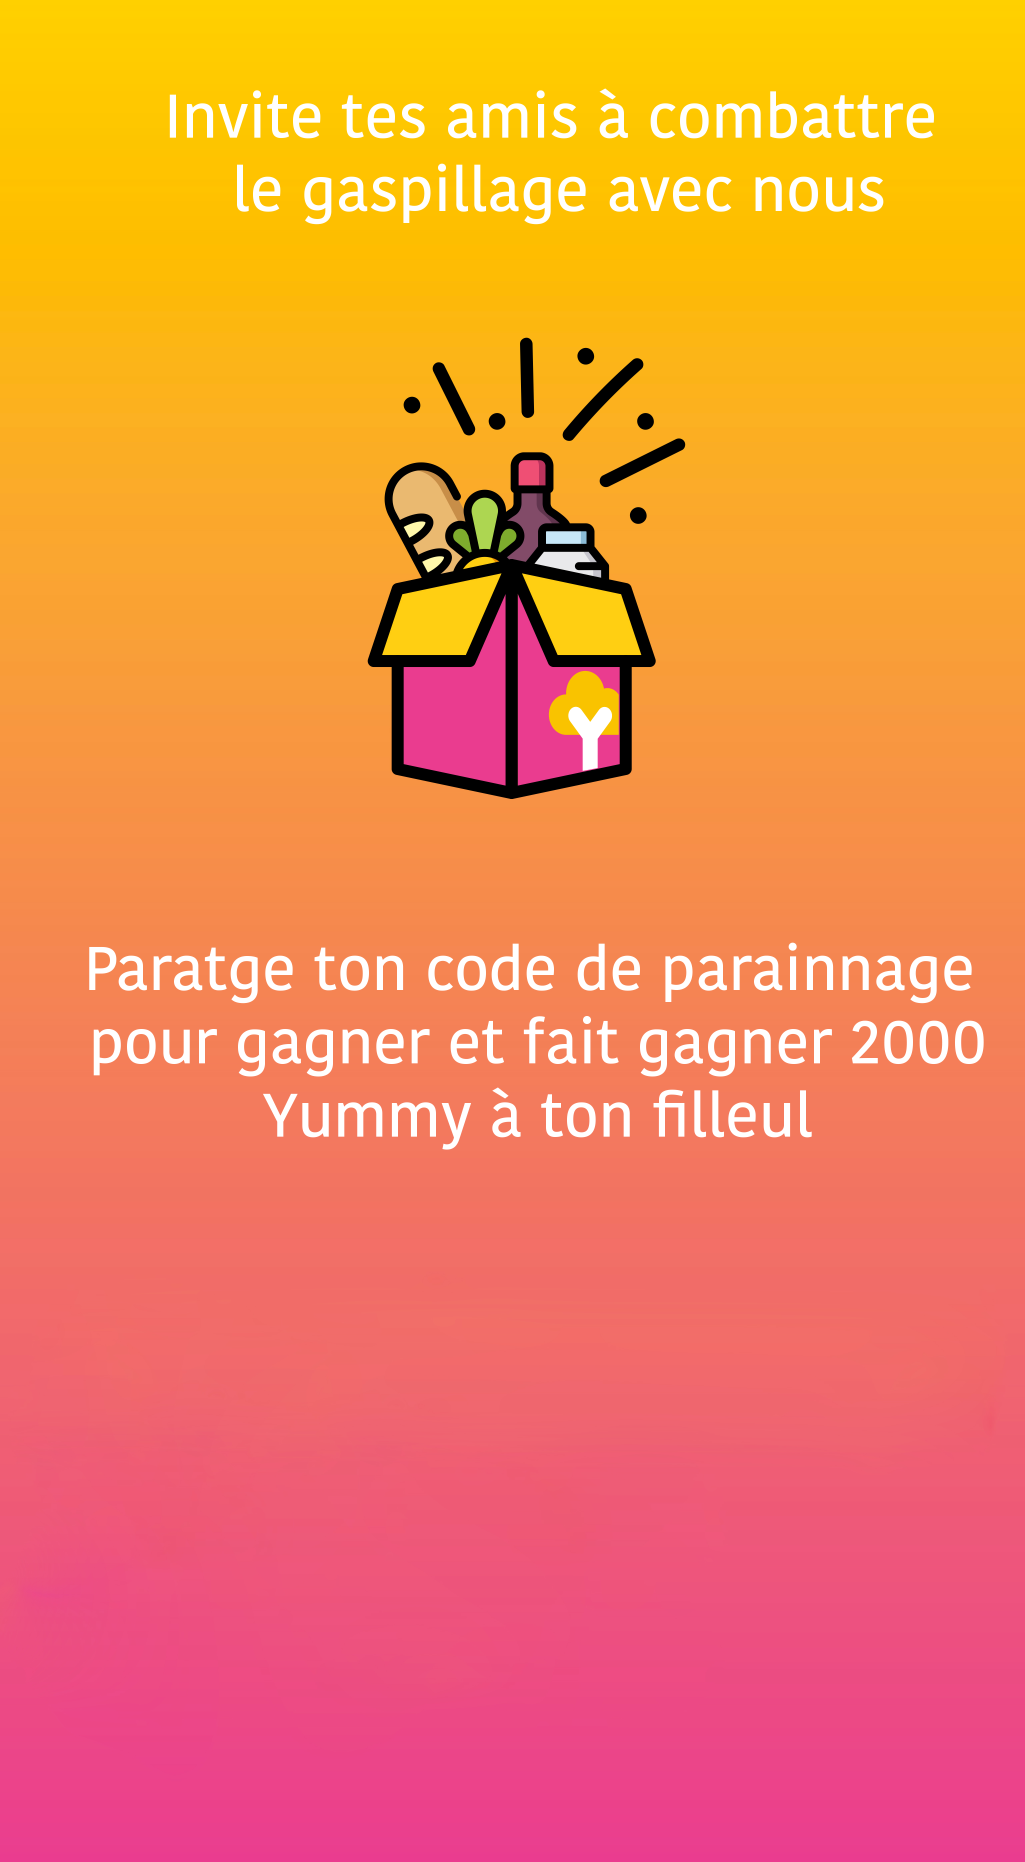 Invite tes amis à combattre
le gaspillage avec nous
Paratge ton code de parainnage
pour gagner et fait gagner 2000
Yummy à ton filleul